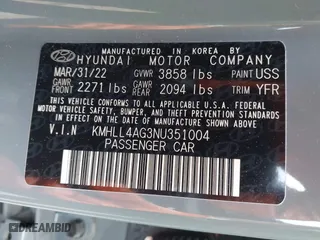 MANUFACTURED IN KOREA BY
HYUNDAI MOTOR COMPANY
MAR/31/22 GVWR 3858 lbs PAINT USS
GAWR FRONT 2271 lbs GAWR REAR 2094 lbs TRIM YFR
THIS VEHICLE CONFORMS TO ALL APPLICABLE
FEDERAL MOTOR VEHICLE SAFETY, BUMPER,
AND THEFT PREVENTION STANDARDS IN EFFECT
ON THE DATE OF MANUFACTURE SHOWN ABOVE.
V.I.N KMHLL4AG3NU351004
PASSENGER CAR
DREAMBID